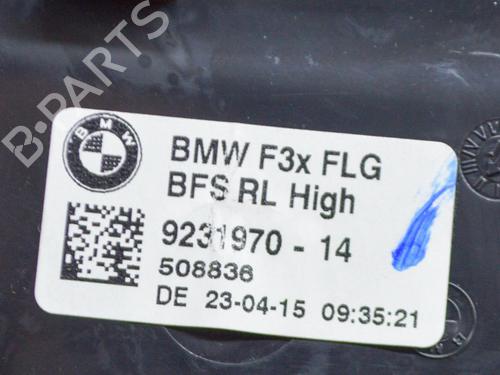 B-PARTS
BMW
BMW F3x FLG
BFS RL High
9231970 - 14
508836
DE 23-04-15 09:35:21